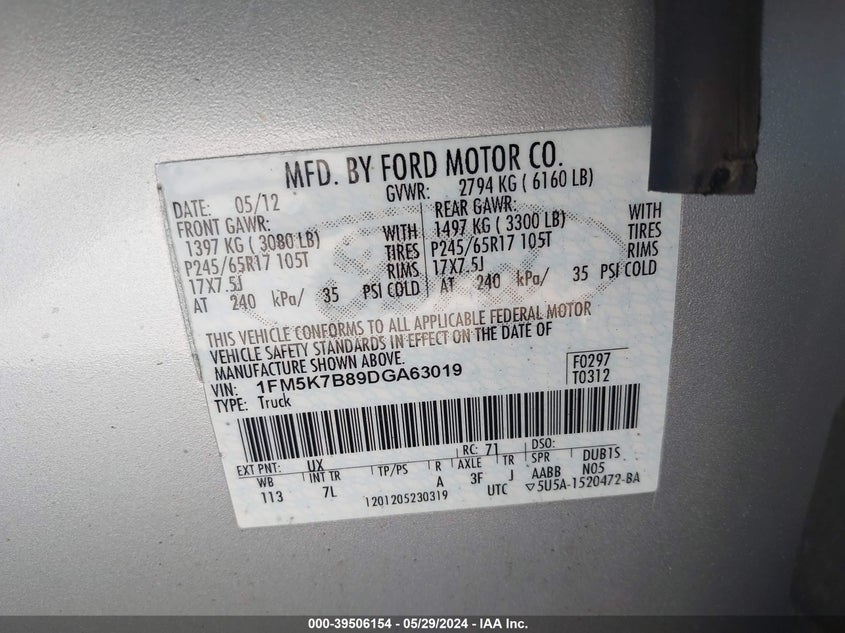 MFD. BY FORD MOTOR CO.
DATE: 05/12 GVWR: 2794 KG ( 6160 LB)
FRONT GAWR: REAR GAWR:
1397 KG ( 3080 LB) WITH 1497 KG ( 3300 LB) WITH
P245/65R17 105T TIRES P245/65R17 105T TIRES
17X7.5J RIMS 17X7.5J RIMS
AT 240 kPa/ 35 PSI COLD AT 240 kPa/ 35 PSI COLD
THIS VEHICLE CONFORMS TO ALL APPLICABLE FEDERAL MOTOR
VEHICLE SAFETY STANDARDS IN EFFECT ON THE DATE OF
MANUFACTURE SHOWN ABOVE.
VIN: 1FM5K7B89DGA63019 F0297
TYPE: Truck T0312
EXT PNT: UX RC: 71 DSO:
WB INT TR TP/PS R AXLE TR SPR DUB1S
113 7L A 3F J AABB N05
1201205230319 UTC ▽5U5A-1520472-BA
000-39506154 - 05/29/2024 - IAA Inc.